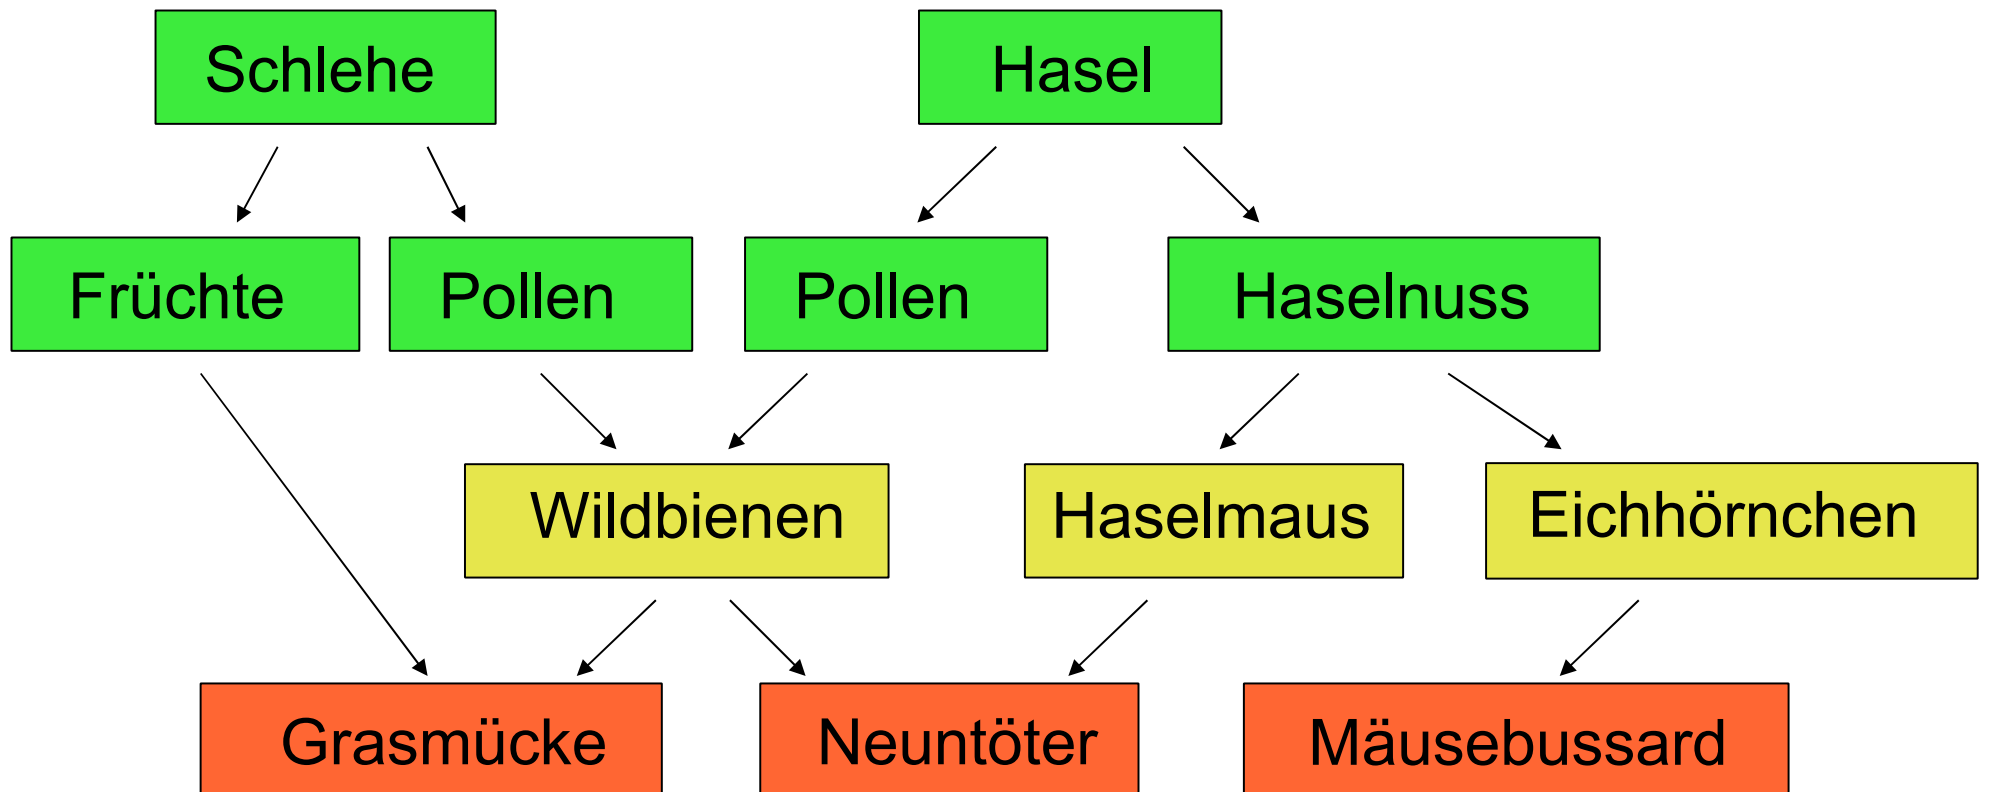 Schlehe
Hasel
Früchte
Pollen
Pollen
Haselnuss
Wildbienen
Haselmaus
Eichhörnchen
Grasmücke
Neuntöter
Mäusebussard